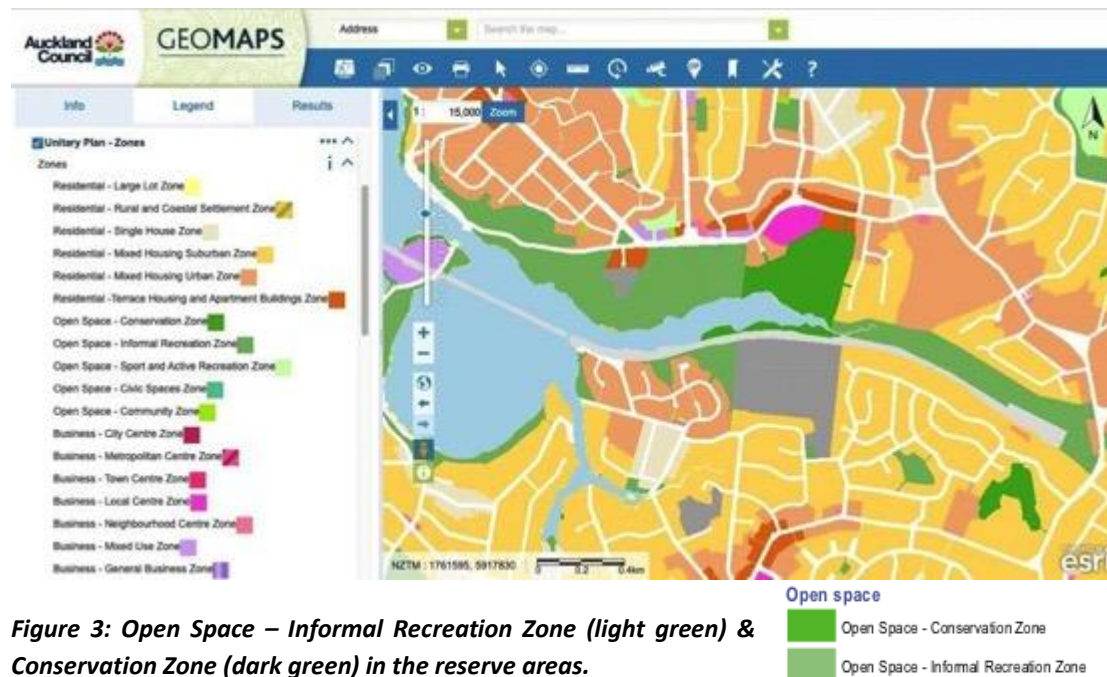 Auckland
Council
GEOMAPS
Address
Search the map...
?
Info
Legend
Results
1:
15,000
Zoom
N
Unitary Plan - Zones
Zones
Residential - Large Lot Zone
Residential - Rural and Coastal Settlement Zone
Residential - Single House Zone
Residential - Mixed Housing Suburban Zone
Residential - Mixed Housing Urban Zone
Residential -Terrace Housing and Apartment Buildings Zone
Open Space - Conservation Zone
Open Space - Informal Recreation Zone
Open Space - Sport and Active Recreation Zone
Open Space - Civic Spaces Zone
Open Space - Community Zone
Business - City Centre Zone
Business - Metropolitan Centre Zone
Business - Town Centre Zone
Business - Local Centre Zone
Business - Neighbourhood Centre Zone
Business - Mixed Use Zone
Business - General Business Zone
NZTM : 1761595, 5917830
0 0.2 0.4km
esri
Figure 3: Open Space – Informal Recreation Zone (light green) &
Conservation Zone (dark green) in the reserve areas.
Open space
Open Space - Conservation Zone
Open Space - Informal Recreation Zone